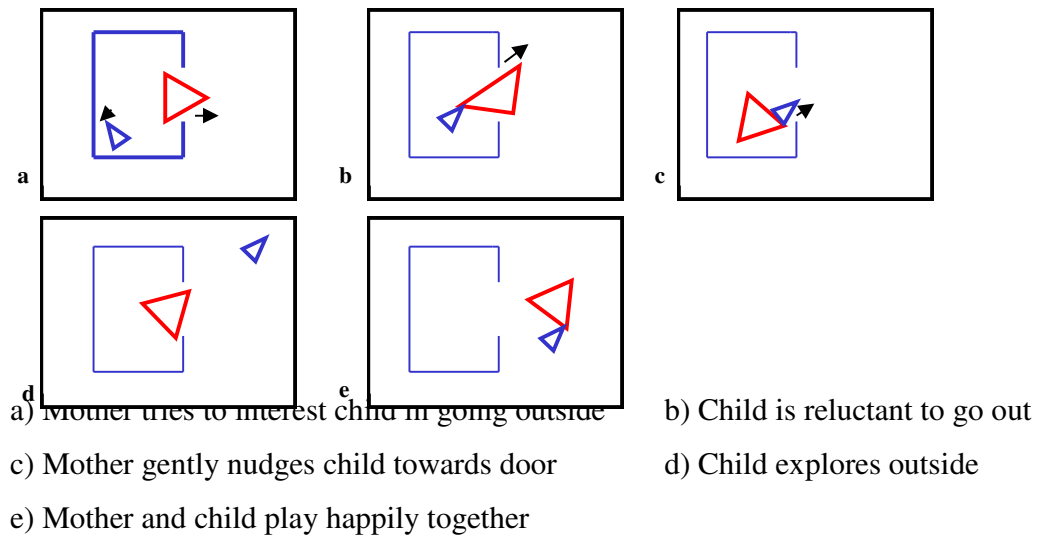 a
b
c
d
e
a) Mother tries to interest child in going outside
b) Child is reluctant to go out
c) Mother gently nudges child towards door
d) Child explores outside
e) Mother and child play happily together